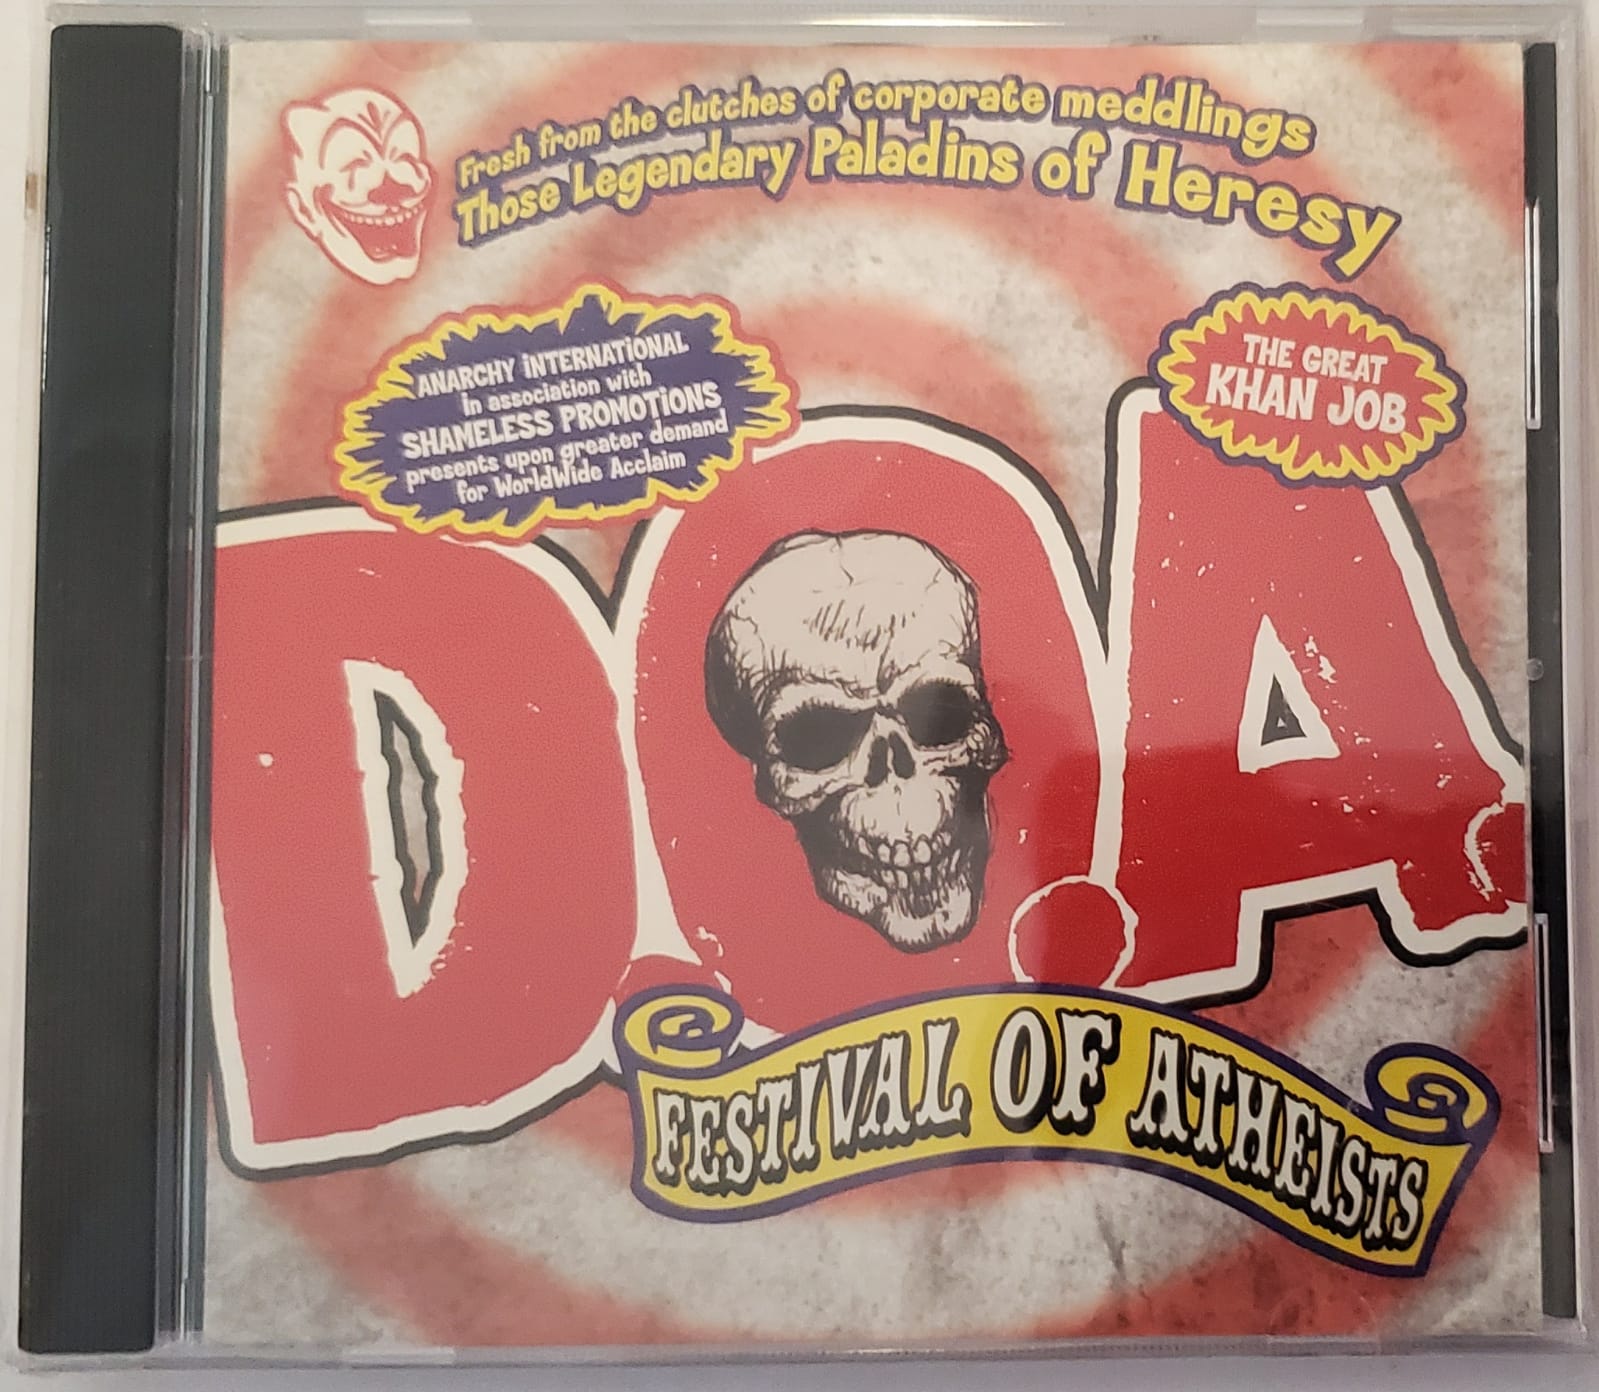 Fresh from the clutches of corporate meddlings
Those Legendary Paladins of Heresy
ANARCHY iNTERNATiONAL
in association with
SHAMELESS PROMOTiONS
presents upon greater demand
for WorldWide Acclaim
THE GREAT
KHAN JOB
D.O.A.
FESTIVAL OF ATHEISTS